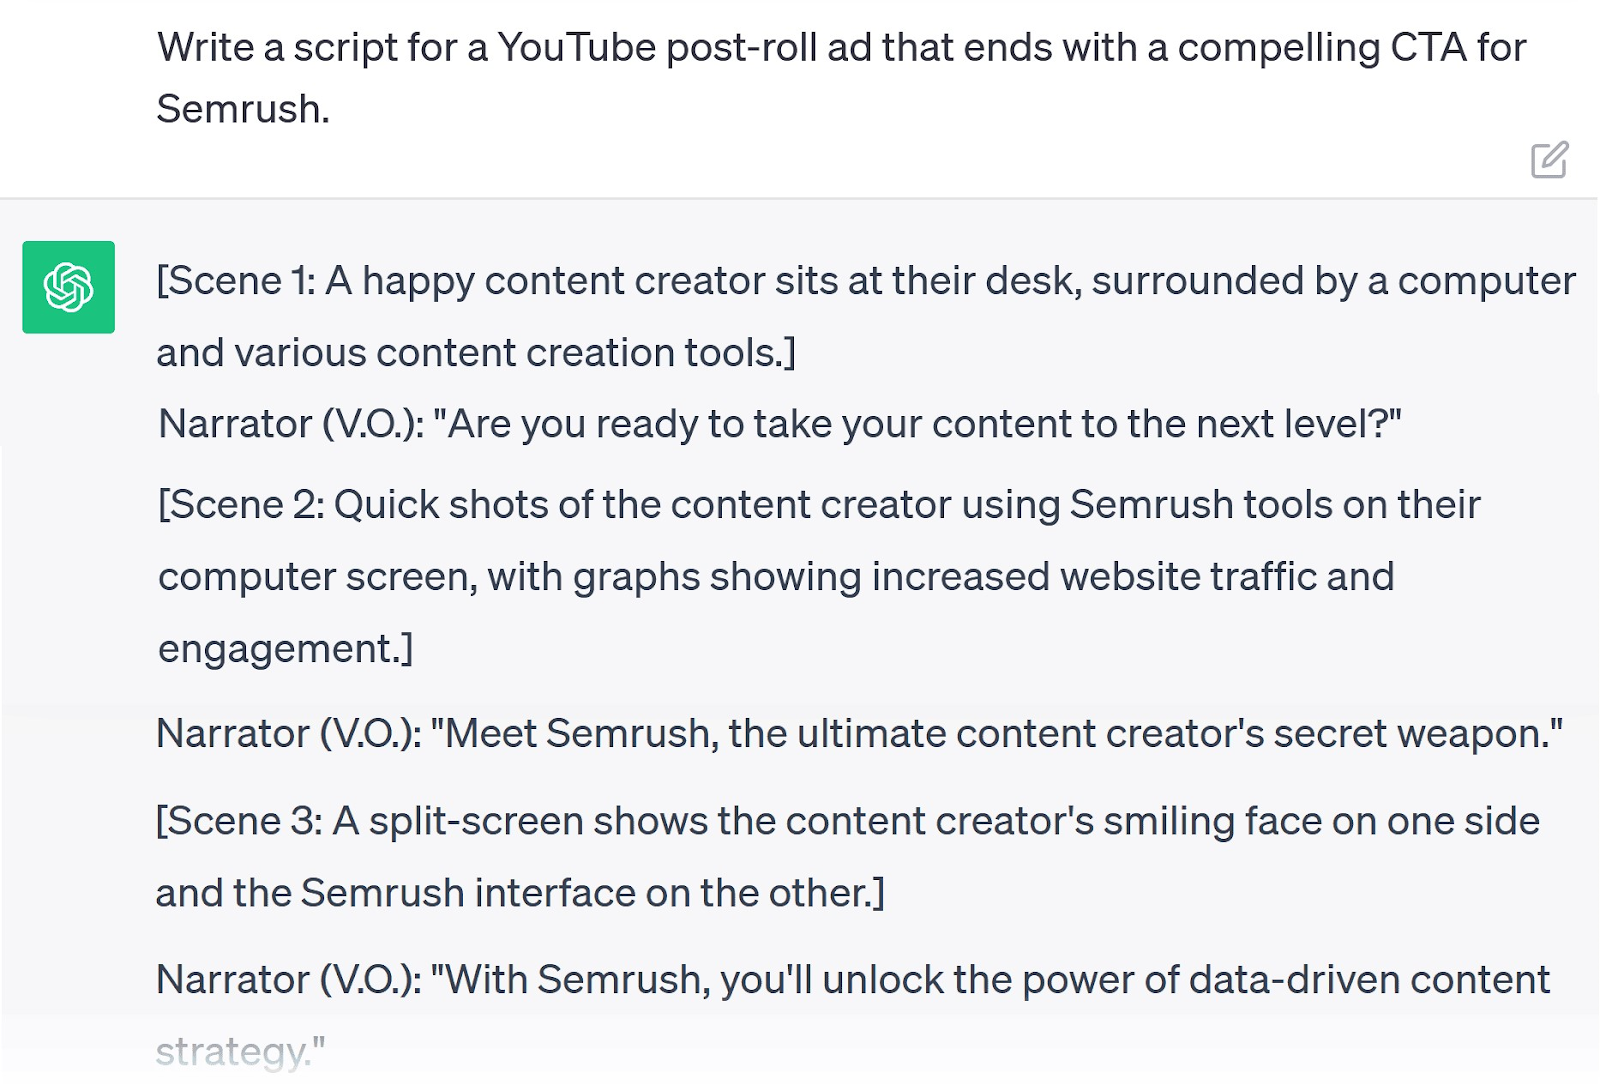 Write a script for a YouTube post-roll ad that ends with a compelling CTA for
Semrush.
[Scene 1: A happy content creator sits at their desk, surrounded by a computer
and various content creation tools.]
Narrator (V.O.): "Are you ready to take your content to the next level?"
[Scene 2: Quick shots of the content creator using Semrush tools on their
computer screen, with graphs showing increased website traffic and
engagement.]
Narrator (V.O.): "Meet Semrush, the ultimate content creator's secret weapon."
[Scene 3: A split-screen shows the content creator's smiling face on one side
and the Semrush interface on the other.]
Narrator (V.O.): "With Semrush, you'll unlock the power of data-driven content
strategy."